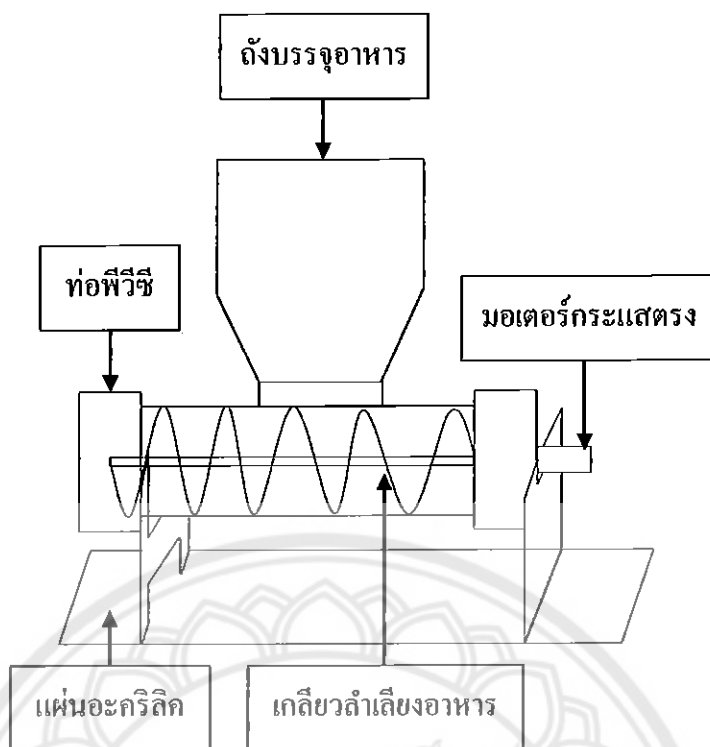 ถังบรรจุอาหาร
ท่อพีวีซี
มอเตอร์กระแสตรง
แผ่นอะคริลิค
เกลียวลำเลียงอาหาร